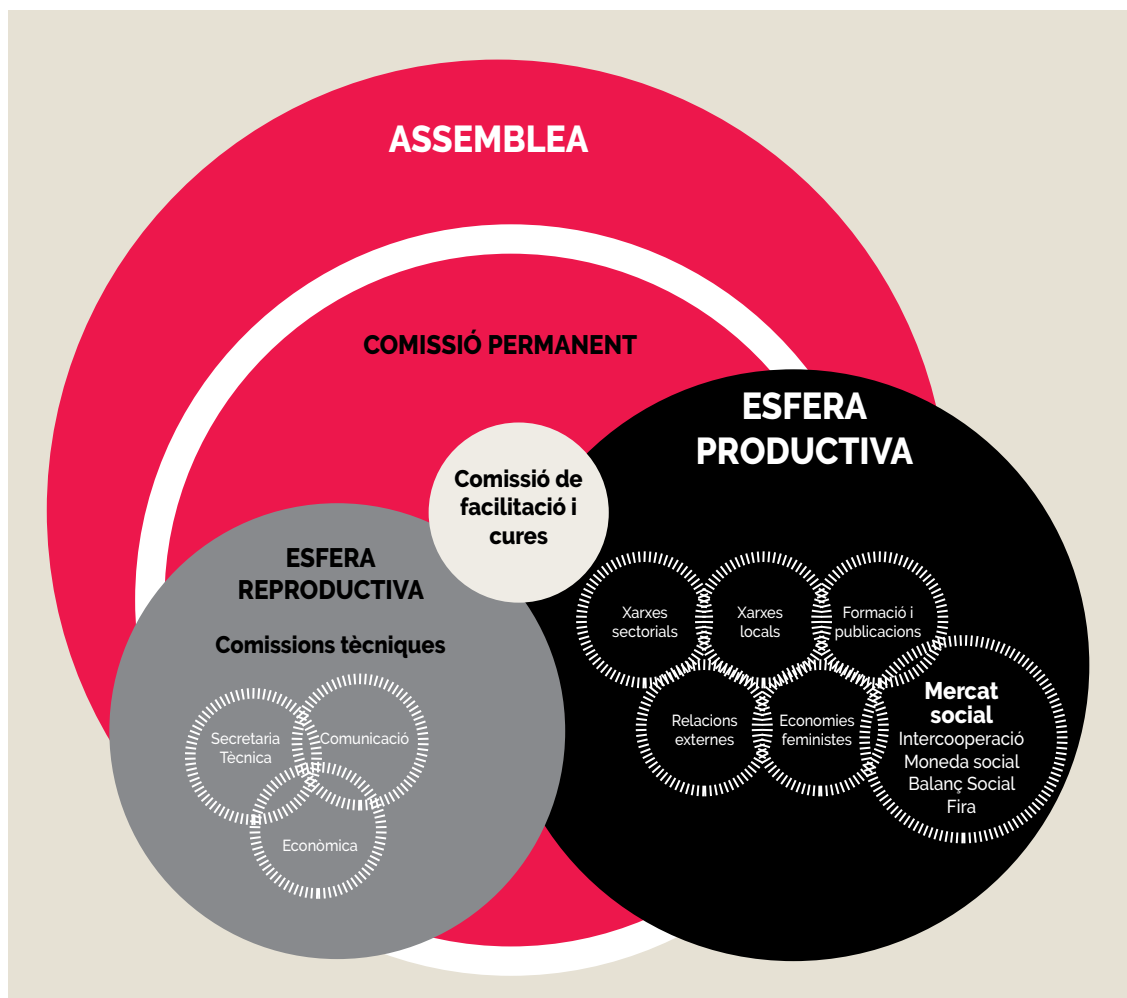 ASSEMBLEA
COMISSIÓ PERMANENT
ESFERA
PRODUCTIVA
Comissió de
facilitació i
cures
ESFERA
REPRODUCTIVA
Comissions tècniques
Secretaria
Tècnica
Comunicació
Econòmica
Xarxes
sectorials
Xarxes
locals
Formació i
publicacions
Relacions
externes
Economies
feministes
Mercat
social
Intercooperació
Moneda social
Balanç Social
Fira